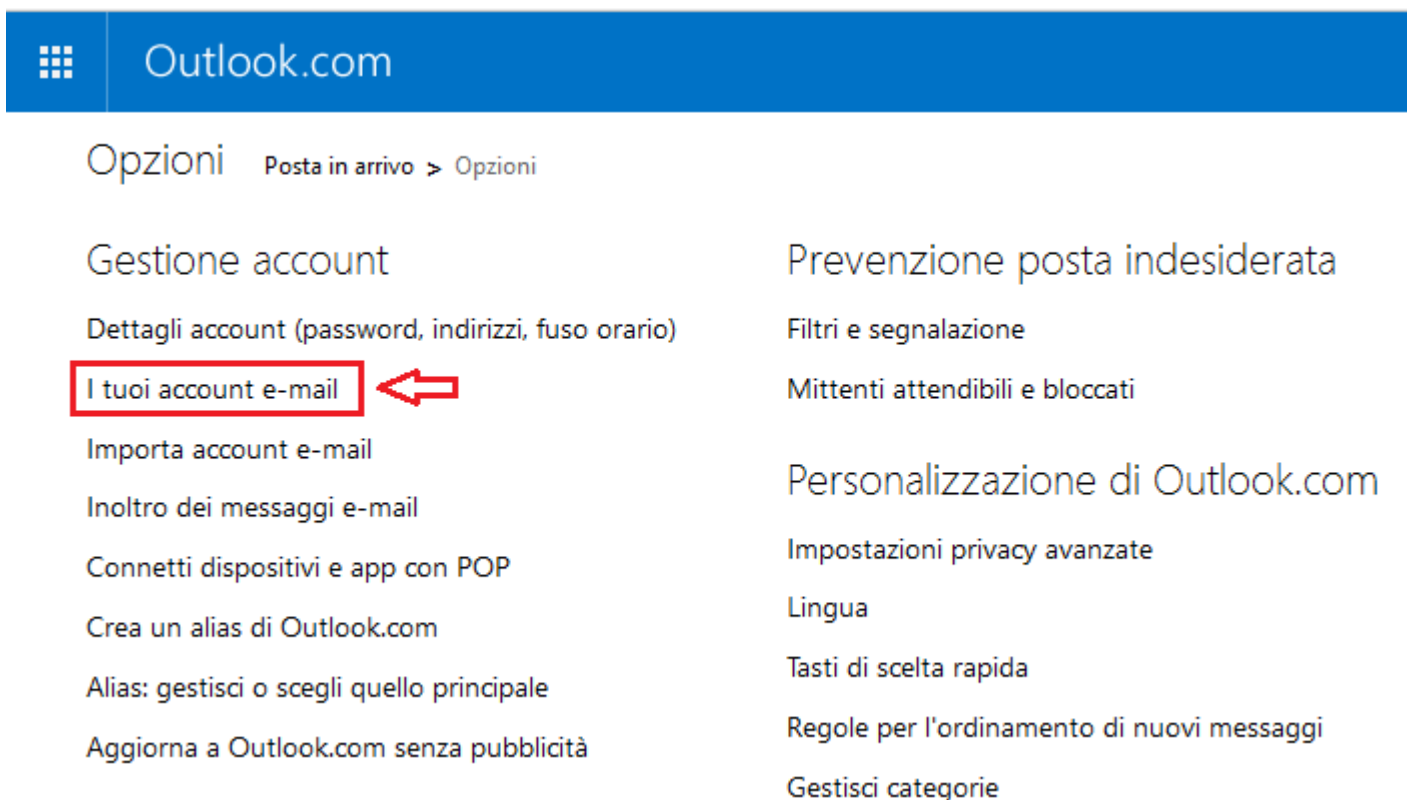 Outlook.com
Opzioni Posta in arrivo > Opzioni
Gestione account
Dettagli account (password, indirizzi, fuso orario)
I tuoi account e-mail
Importa account e-mail
Inoltro dei messaggi e-mail
Connetti dispositivi e app con POP
Crea un alias di Outlook.com
Alias: gestisci o scegli quello principale
Aggiorna a Outlook.com senza pubblicità
Prevenzione posta indesiderata
Filtri e segnalazione
Mittenti attendibili e bloccati
Personalizzazione di Outlook.com
Impostazioni privacy avanzate
Lingua
Tasti di scelta rapida
Regole per l'ordinamento di nuovi messaggi
Gestisci categorie